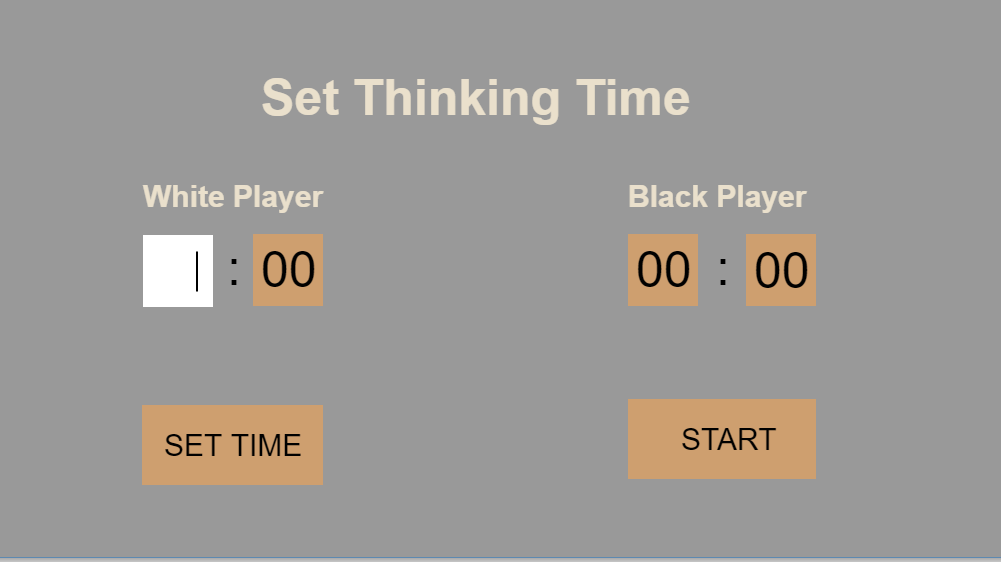 Set Thinking Time
White Player Black Player
: 00 00 : 00
SET TIME START